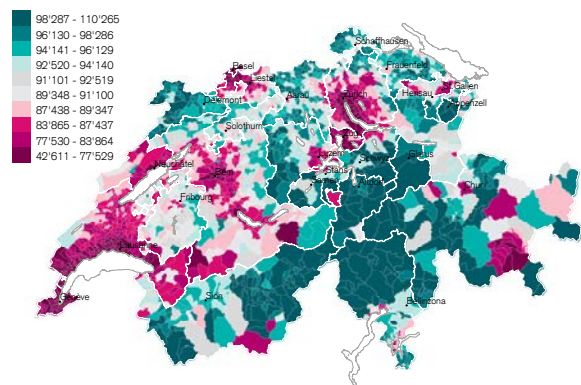 98'287 - 110'265
96'130 - 98'286
94'141 - 96'129
92'520 - 94'140
91'101 - 92'519
89'348 - 91'100
87'438 - 89'347
83'865 - 87'437
77'530 - 83'864
42'611 - 77'529
Schaffhausen
Basel
Frauenfeld
Liestel
Delémont
Aarau
Zürich
Herisau
St.Gallen
Appenzell
Solothurn
Zug
Luzern
Schwyz
Glarus
Neuchâtel
Bern
Stans
Sarnen
Altdorf
Chur
Fribourg
Lausanne
Genève
Sion
Bellinzona